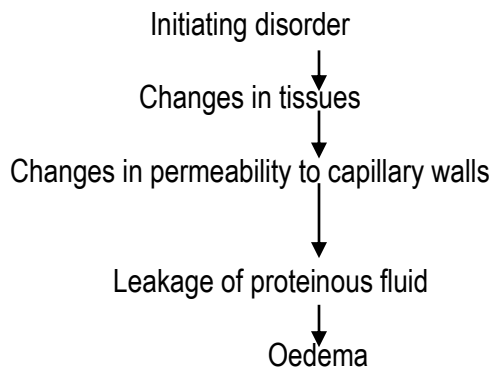 Initiating disorder
Changes in tissues
Changes in permeability to capillary walls
Leakage of proteinous fluid
Oedema